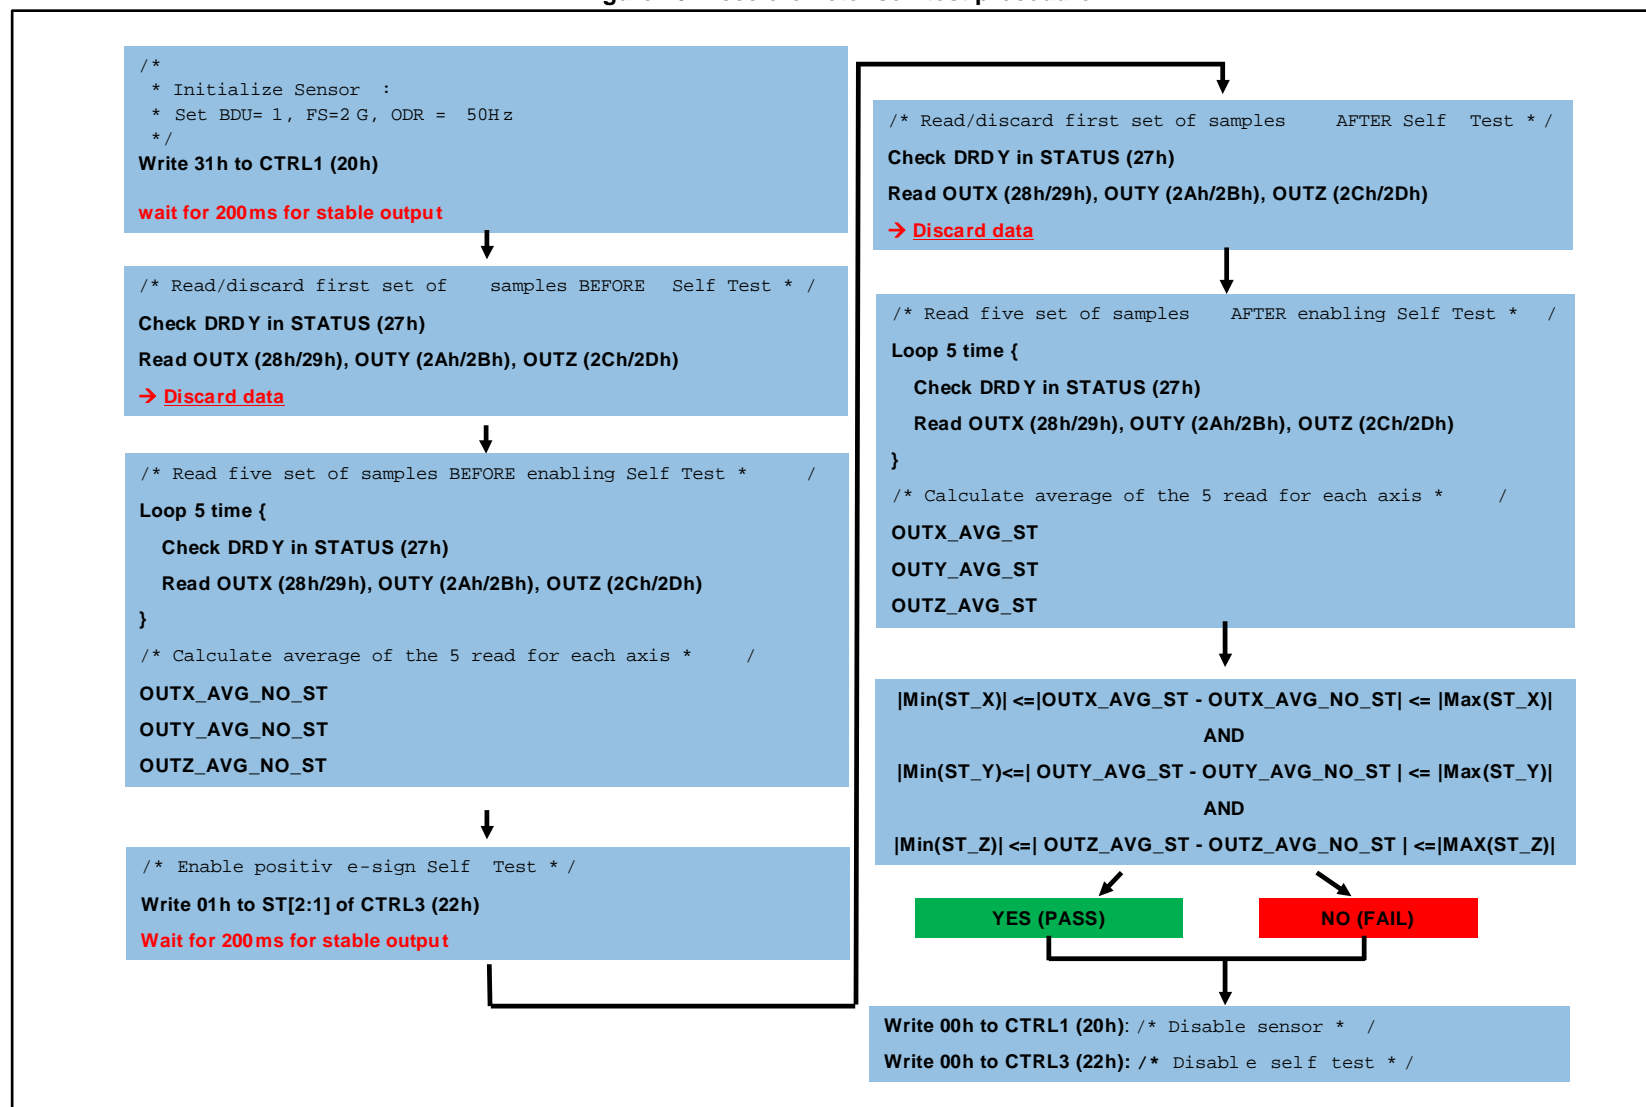 /*
* Initialize Sensor :
* Set BDU= 1, FS=2 G, ODR = 50Hz
*/
Write 31h to CTRL1 (20h)
wait for 200ms for stable output
/* Read/discard first set of samples BEFORE Self Test * /
Check DRDY in STATUS (27h)
Read OUTX (28h/29h), OUTY (2Ah/2Bh), OUTZ (2Ch/2Dh)
→ Discard data
/* Read five set of samples BEFORE enabling Self Test * /
Loop 5 time {
Check DRDY in STATUS (27h)
Read OUTX (28h/29h), OUTY (2Ah/2Bh), OUTZ (2Ch/2Dh)
}
/* Calculate average of the 5 read for each axis * /
OUTX_AVG_NO_ST
OUTY_AVG_NO_ST
OUTZ_AVG_NO_ST
/* Enable positiv e-sign Self Test * /
Write 01h to ST[2:1] of CTRL3 (22h)
Wait for 200ms for stable output
/* Read/discard first set of samples AFTER Self Test * /
Check DRDY in STATUS (27h)
Read OUTX (28h/29h), OUTY (2Ah/2Bh), OUTZ (2Ch/2Dh)
→ Discard data
/* Read five set of samples AFTER enabling Self Test * /
Loop 5 time {
Check DRDY in STATUS (27h)
Read OUTX (28h/29h), OUTY (2Ah/2Bh), OUTZ (2Ch/2Dh)
}
/* Calculate average of the 5 read for each axis * /
OUTX_AVG_ST
OUTY_AVG_ST
OUTZ_AVG_ST
|Min(ST_X)| <=|OUTX_AVG_ST - OUTX_AVG_NO_ST| <= |Max(ST_X)|
AND
|Min(ST_Y)<=| OUTY_AVG_ST - OUTY_AVG_NO_ST | <= |Max(ST_Y)|
AND
|Min(ST_Z)| <=| OUTZ_AVG_ST - OUTZ_AVG_NO_ST | <=|MAX(ST_Z)|
YES (PASS)
NO (FAIL)
Write 00h to CTRL1 (20h): /* Disable sensor * /
Write 00h to CTRL3 (22h): /* Disable self test * /